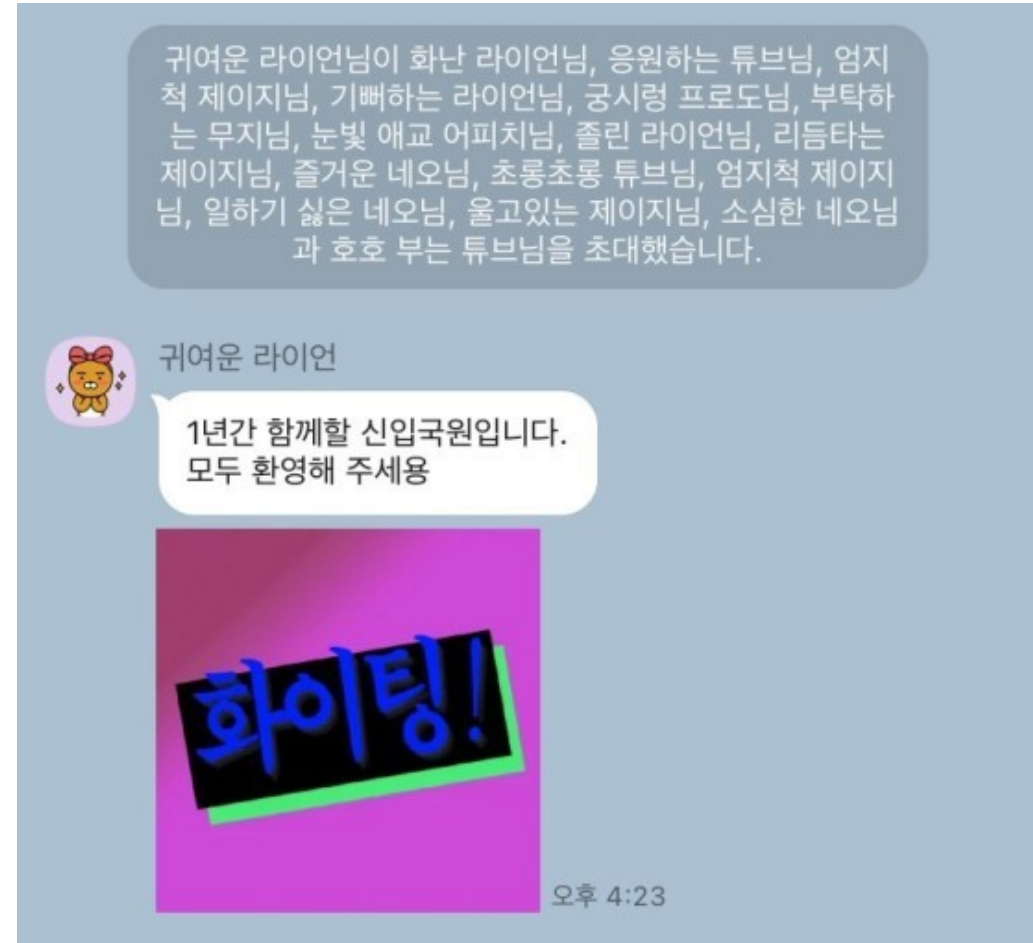 귀여운 라이언님이 화난 라이언님, 응원하는 튜브님, 엄지
척 제이지님, 기뻐하는 라이언님, 궁시렁 프로도님, 부탁하
는 무지님, 눈빛 애교 어피치님, 졸린 라이언님, 리듬타는
제이지님, 즐거운 네오님, 초롱초롱 튜브님, 엄지척 제이지
님, 일하기 싫은 네오님, 울고있는 제이지님, 소심한 네오님
과 호호 부는 튜브님을 초대했습니다.
귀여운 라이언
1년간 함께할 신입국원입니다.
모두 환영해 주세용
화이팅!
오후 4:23